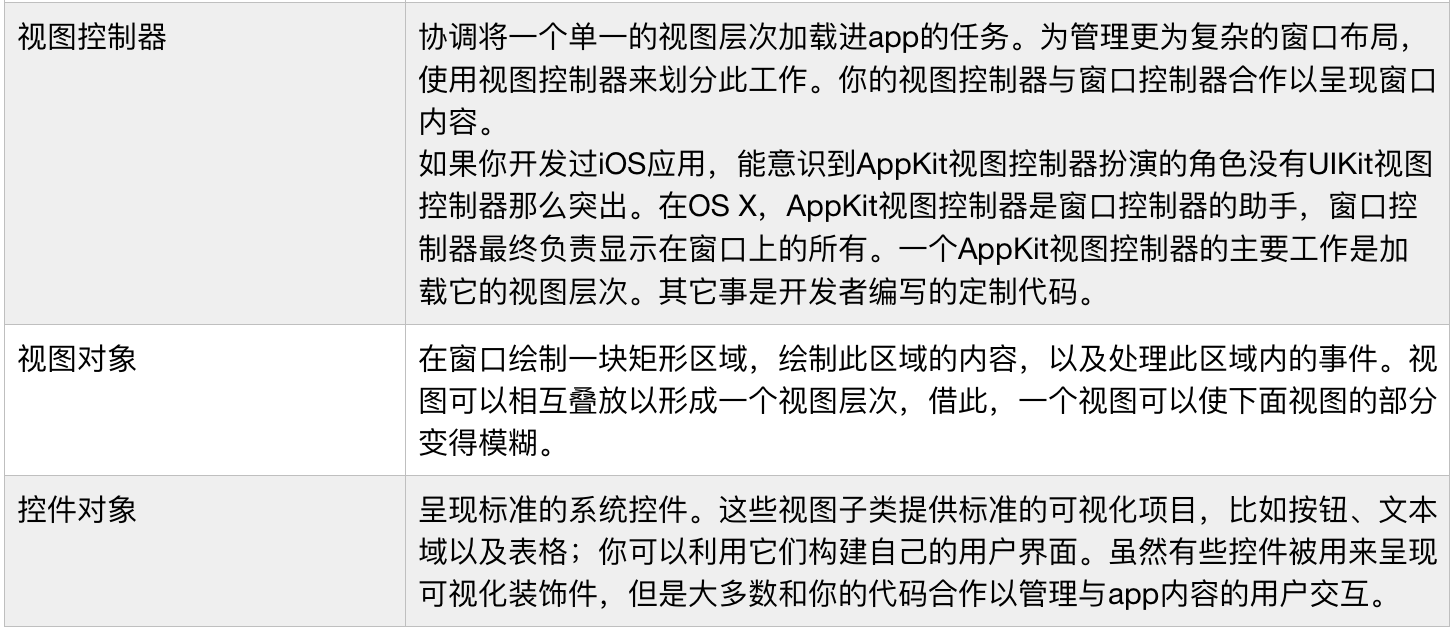 视图控制器
协调将一个单一的视图层次加载进app的任务。为管理更为复杂的窗口布局，
使用视图控制器来划分此工作。你的视图控制器与窗口控制器合作以呈现窗口
内容。
如果你开发过iOS应用，能意识到AppKit视图控制器扮演的角色没有UIKit视图
控制器那么突出。在OS X，AppKit视图控制器是窗口控制器的助手，窗口控
制器最终负责显示在窗口上的所有。一个AppKit视图控制器的主要工作是加
载它的视图层次。其它事是开发者编写的定制代码。
视图对象
在窗口绘制一块矩形区域，绘制此区域的内容，以及处理此区域内的事件。视
图可以相互叠放以形成一个视图层次，借此，一个视图可以使下面视图的部分
变得模糊。
控件对象
呈现标准的系统控件。这些视图子类提供标准的可视化项目，比如按钮、文本
域以及表格；你可以利用它们构建自己的用户界面。虽然有些控件被用来呈现
可视化装饰件，但是大多数和你的代码合作以管理与app内容的用户交互。